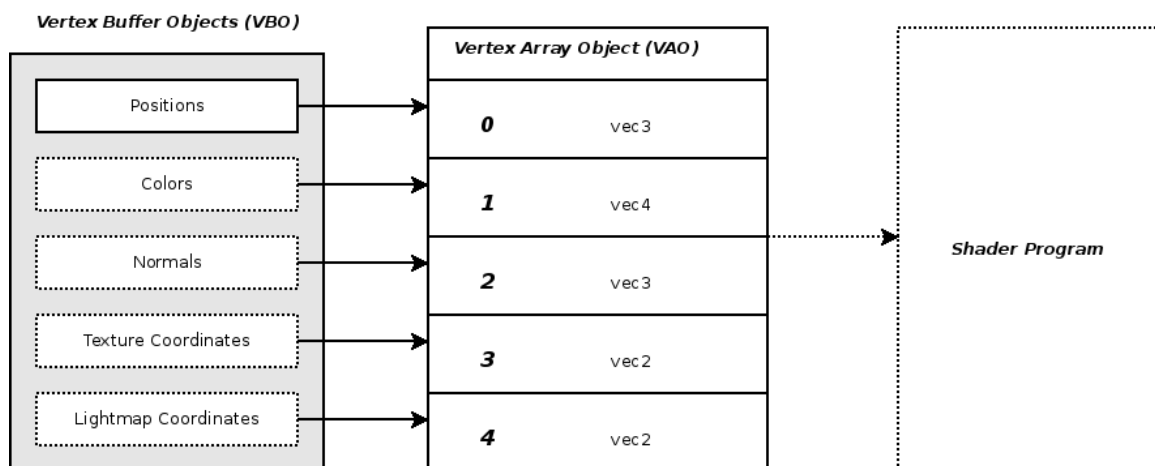 Vertex Buffer Objects (VBO)
Positions
Colors
Normals
Texture Coordinates
Lightmap Coordinates
Vertex Array Object (VAO)
0 vec3
1 vec4
2 vec3
3 vec2
4 vec2
Shader Program